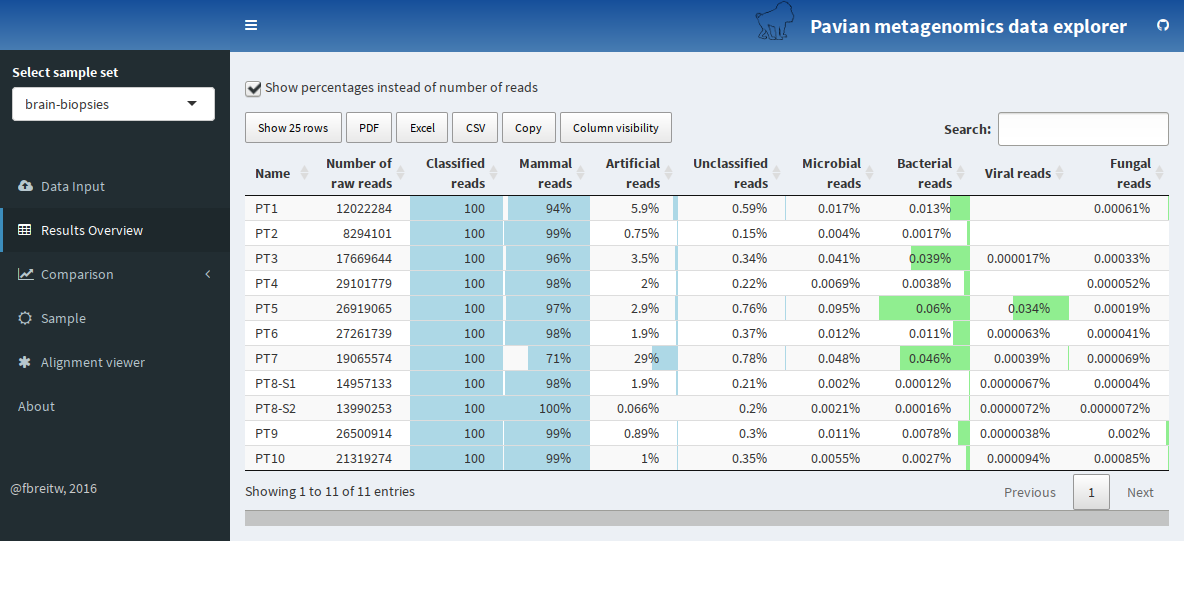 Pavian metagenomics data explorer
Select sample set
brain-biopsies
Data Input
Results Overview
Comparison
Sample
Alignment viewer
About
@fbreitw, 2016
Show percentages instead of number of reads
Show 25 rows PDF Excel CSV Copy Column visibility Search:
Name Number of raw reads Classified reads Mammal reads Artificial reads Unclassified reads Microbial reads Bacterial reads Viral reads Fungal reads
PT1 12022284 100 94% 5.9% 0.59% 0.017% 0.013% 0.00061%
PT2 8294101 100 99% 0.75% 0.15% 0.004% 0.0017%
PT3 17669644 100 96% 3.5% 0.34% 0.041% 0.039% 0.000017% 0.00033%
PT4 29101779 100 98% 2% 0.22% 0.0069% 0.0038% 0.000052%
PT5 26919065 100 97% 2.9% 0.76% 0.095% 0.06% 0.034% 0.00019%
PT6 27261739 100 98% 1.9% 0.37% 0.012% 0.011% 0.000063% 0.000041%
PT7 19065574 100 71% 29% 0.78% 0.048% 0.046% 0.00039% 0.000069%
PT8-S1 14957133 100 98% 1.9% 0.21% 0.002% 0.00012% 0.0000067% 0.00004%
PT8-S2 13990253 100 100% 0.066% 0.2% 0.0021% 0.00016% 0.0000072% 0.0000072%
PT9 26500914 100 99% 0.89% 0.3% 0.011% 0.0078% 0.0000038% 0.002%
PT10 21319274 100 99% 1% 0.35% 0.0055% 0.0027% 0.000094% 0.00085%
Showing 1 to 11 of 11 entries Previous 1 Next